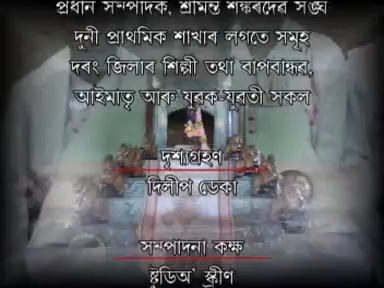 প্ৰধান সম্পাদক, শ্ৰীমন্ত শঙ্কৰদেৱ সঙ্ঘ
দুনী প্ৰাথমিক শাখাৰ লগতে সমূহ
দৰং জিলাৰ শিল্পী তথা বাপবান্ধৱ,
আইমাতৃ আৰু যুৱক-যুৱতী সকল
দৃশ্যগ্ৰহণ
দিলীপ ডেকা
সম্পাদনা কক্ষ
ষ্টুডিঅ' স্ক্ৰীণ